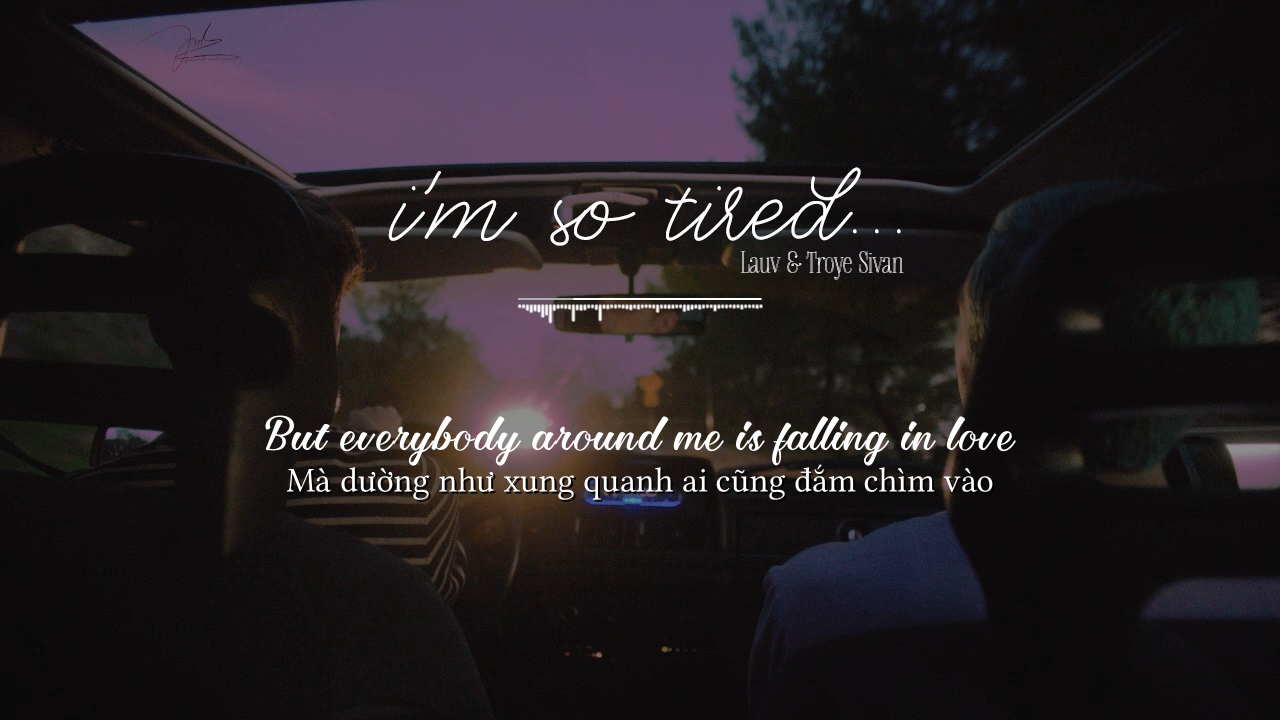 i'm so tired...
Lauv & Troye Sivan
But everybody around me is falling in love
Mà dường như xung quanh ai cũng đắm chìm vào